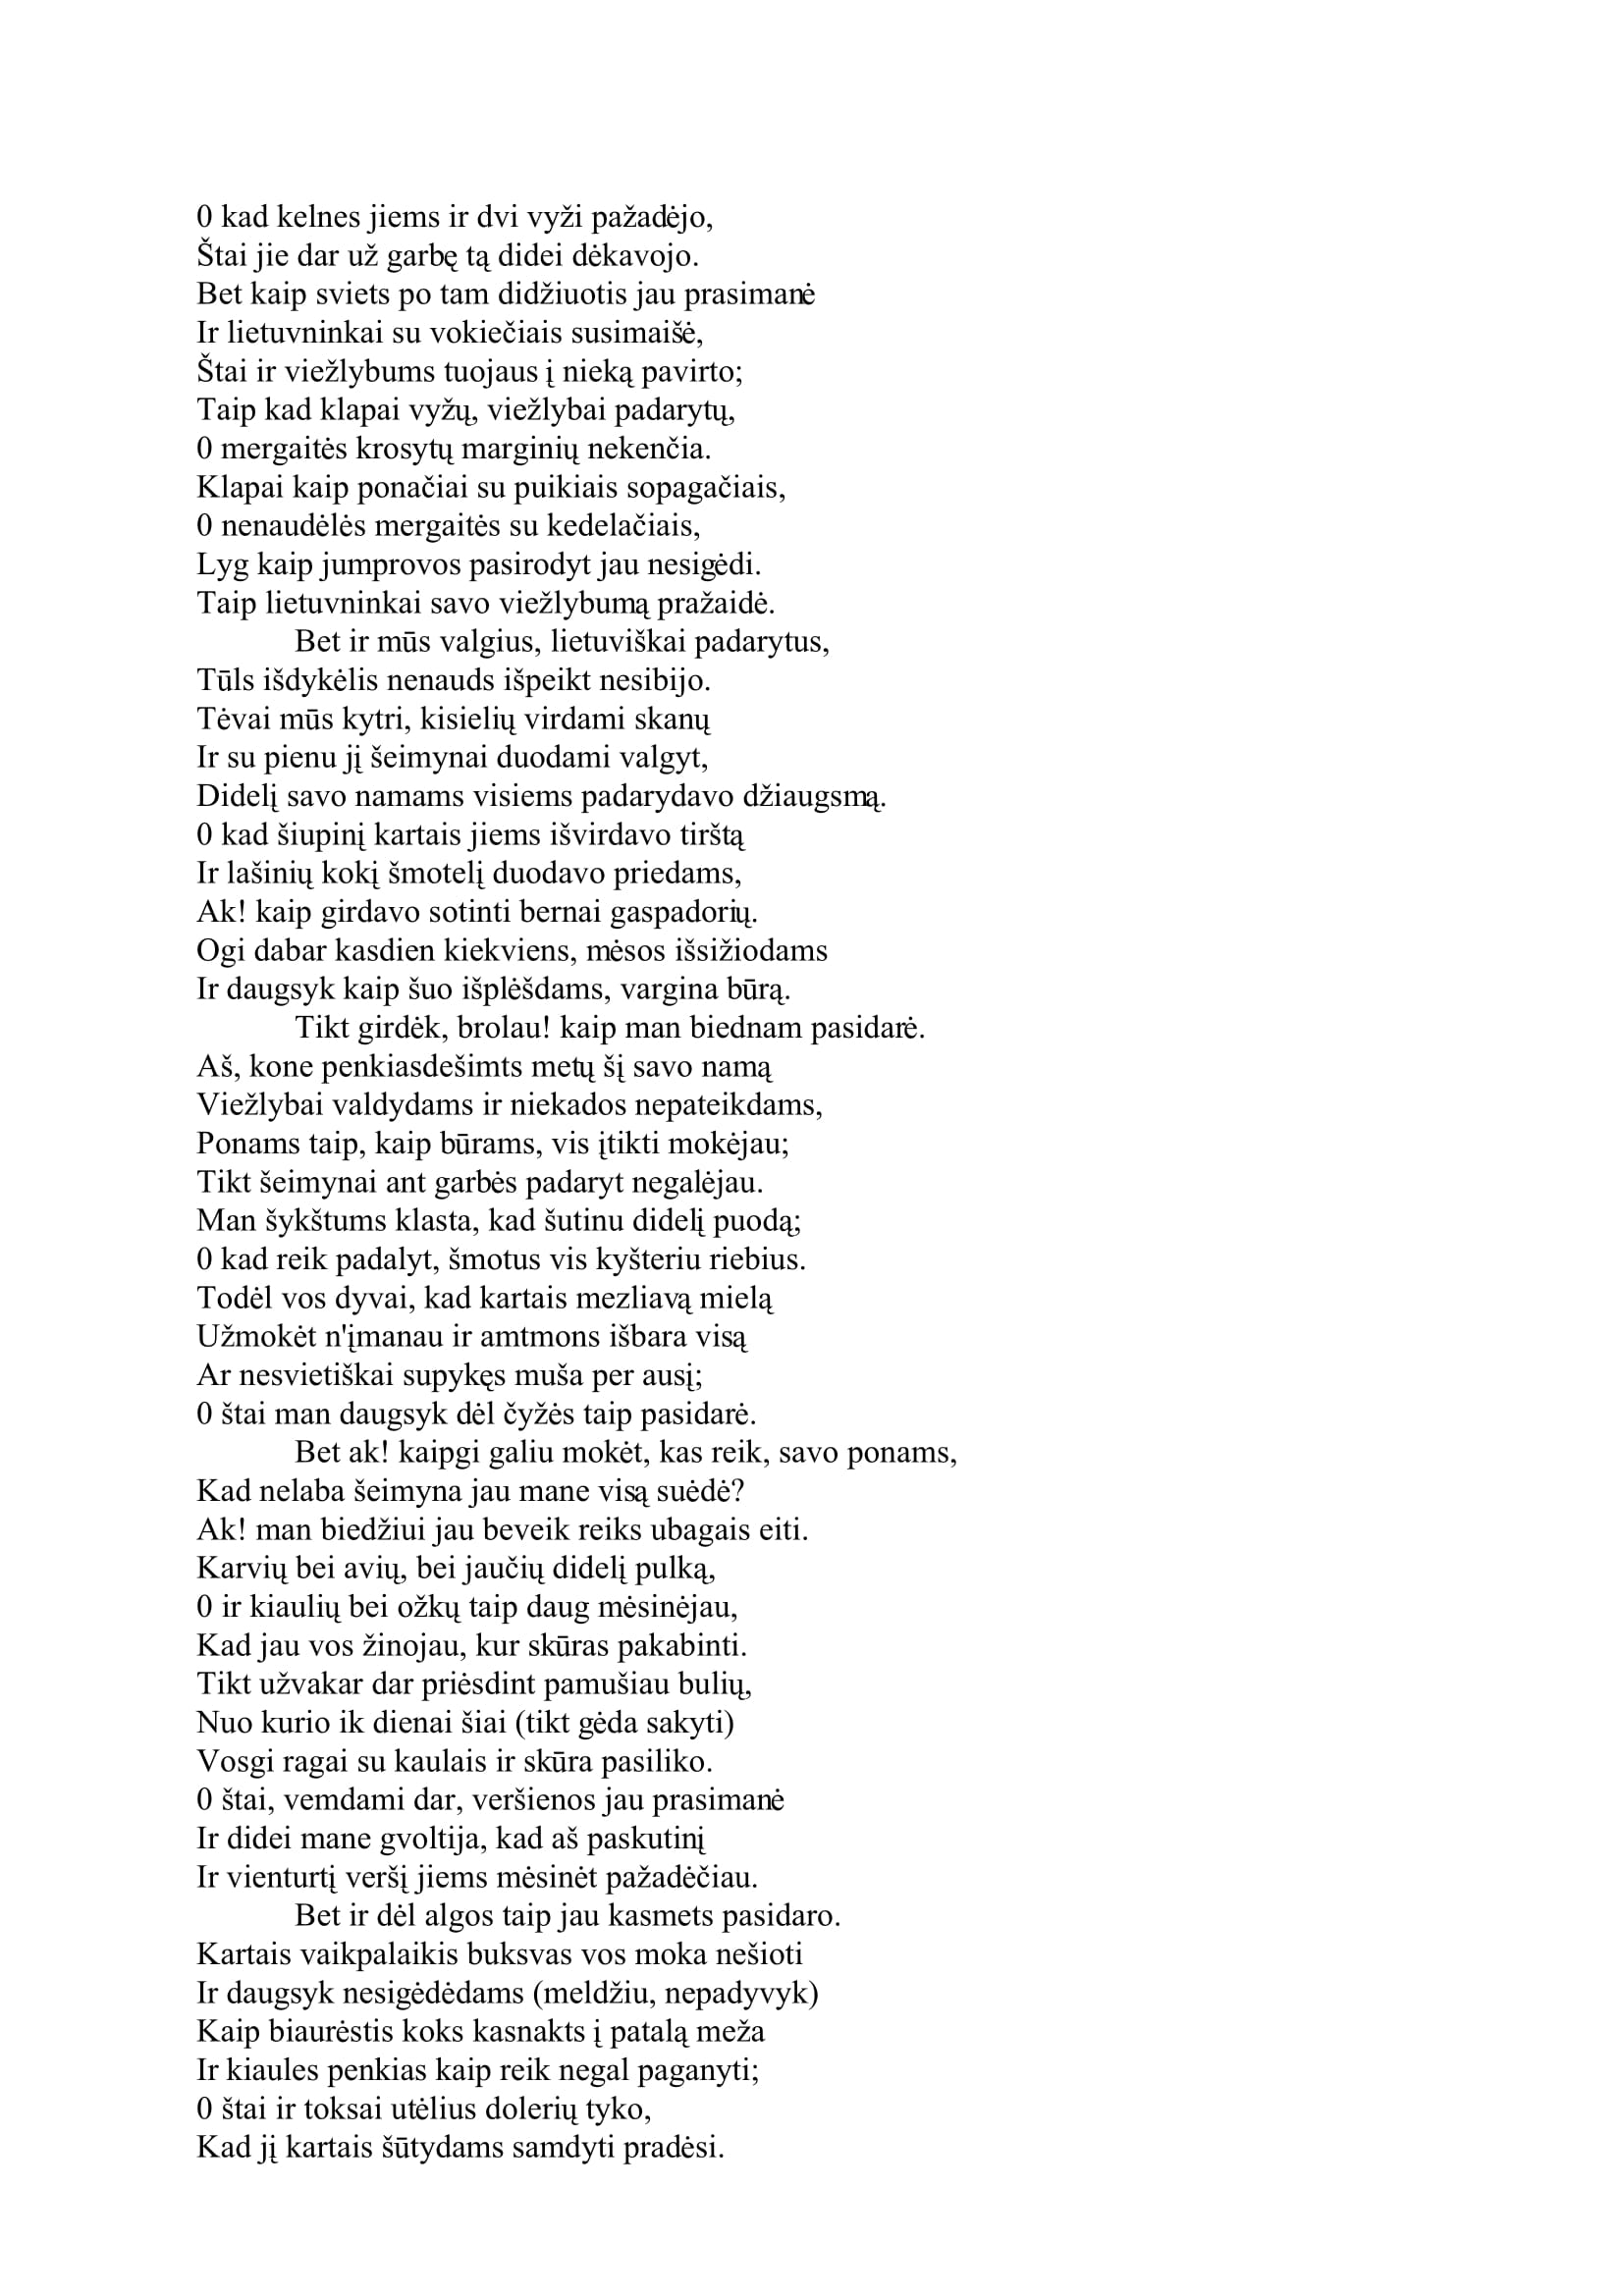 0 kad kelnes jiems ir dvi vyži pažadėjo,
Štai jie dar už garbę tą didei dėkavojo.
Bet kaip sviets po tam didžiuotis jau prasimanė
Ir lietuvninkai su vokiečiais susimaišė,
Štai ir viežlybums tuojaus į nieką pavirto;
Taip kad klapai vyžų, viežlybai padarytų,
0 mergaitės krosytų marginių nekenčia.
Klapai kaip ponačiai su puikiais sopagačiais,
0 nenaudėlės mergaitės su kedelačiais,
Lyg kaip jumprovos pasirodyt jau nesigėdi.
Taip lietuvninkai savo viežlybumą pražaidė.
Bet ir mūs valgius, lietuviškai padarytus,
Tūls išdykėlis nenauds išpeikt nesibijo.
Tėvai mūs kytri, kisielių virdami skanų
Ir su pienu jį šeimynai duodami valgyt,
Didelį savo namams visiems padarydavo džiaugsmą.
0 kad šiupinį kartais jiems išvirdavo tirštą
Ir lašinių kokį šmotelį duodavo priedams,
Ak! kaip girdavo sotinti bernai gaspadorių.
Ogi dabar kasdien kiekviens, mėsos išsižiodams
Ir daugsyk kaip šuo išplėšdams, vargina būrą.
Tikt girdėk, brolau! kaip man biednam pasidarė.
Aš, kone penkiasdešimts metų šį savo namą
Viežlybai valdydams ir niekados nepateikdams,
Ponams taip, kaip būrams, vis įtikti mokėjau;
Tikt šeimynai ant garbės padaryt negalėjau.
Man šykštums klasta, kad šutinu didelį puodą;
0 kad reik padalyt, šmotus vis kyšteriu riebius.
Todėl vos dyvai, kad kartais mezliavą mielą
Užmokėt n'įmanau ir amtmons išbara visą
Ar nesvietiškai supykęs muša per ausį;
0 štai man daugsyk dėl čyžės taip pasidarė.
Bet ak! kaipgi galiu mokėt, kas reik, savo ponams,
Kad nelaba šeimyna jau mane visą suėdė?
Ak! man biedžiui jau beveik reiks ubagais eiti.
Karvių bei avių, bei jaučių didelį pulką,
0 ir kiaulių bei ožkų taip daug mėsinėjau,
Kad jau vos žinojau, kur skūras pakabinti.
Tikt užvakar dar priėsdint pamušiau bulių,
Nuo kurio ik dienai šiai (tikt gėda sakyti)
Vosgi ragai su kaulais ir skūra pasiliko.
0 štai, vemdami dar, veršienos jau prasimanė
Ir didei mane gvoltija, kad aš paskutinį
Ir vienturtį veršį jiems mėsinėt pažadėčiau.
Bet ir dėl algos taip jau kasmets pasidaro.
Kartais vaikpalaikis buksvas vos moka nešioti
Ir daugsyk nesigėdėdams (meldžiu, nepadyvyk)
Kaip biaurėstis koks kasnakts į patalą meža
Ir kiaules penkias kaip reik negal paganyti;
0 štai ir toksai utėlius dolerių tyko,
Kad jį kartais šūtydams samdyti pradėsi.